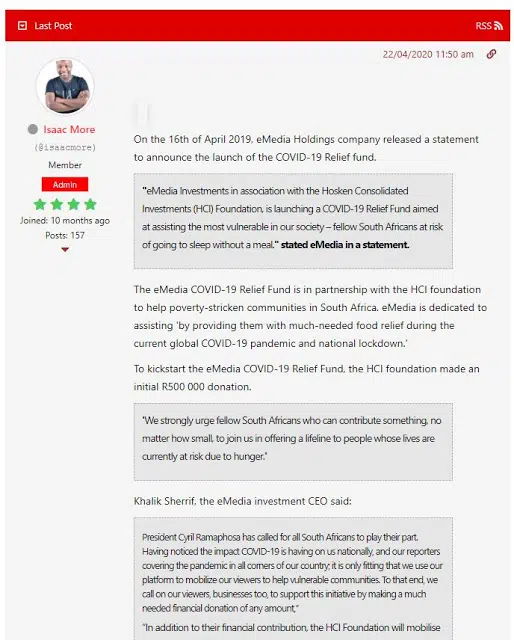 Last Post
RSS
22/04/2020 11:50 am
Isaac More
(@isaacmore)
Member
Admin
Joined: 10 months ago
Posts: 157
On the 16th of April 2019, eMedia Holdings company released a statement
to announce the launch of the COVID-19 Relief fund.
"eMedia Investments in association with the Hosken Consolidated
Investments (HCI) Foundation, is launching a COVID-19 Relief Fund aimed
at assisting the most vulnerable in our society – fellow South Africans at risk
of going to sleep without a meal," stated eMedia in a statement.
The eMedia COVID-19 Relief Fund is in partnership with the HCI foundation
to help poverty-stricken communities in South Africa. eMedia is dedicated to
assisting 'by providing them with much-needed food relief during the
current global COVID-19 pandemic and national lockdown.'
To kickstart the eMedia COVID-19 Relief Fund, the HCI foundation made an
initial R500 000 donation.
"We strongly urge fellow South Africans who can contribute something, no
matter how small, to join us in offering a lifeline to people whose lives are
currently at risk due to hunger."
Khalik Sherrif, the eMedia investment CEO said:
President Cyril Ramaphosa has called for all South Africans to play their part.
Having noticed the impact COVID-19 is having on us nationally, and our reporters
covering the pandemic in all corners of our country; it is only fitting that we use our
platform to mobilize our viewers to help vulnerable communities. To that end, we
call on our viewers, businesses too, to support this initiative by making a much
needed financial donation of any amount,"
"In addition to their financial contribution, the HCI Foundation will mobilise